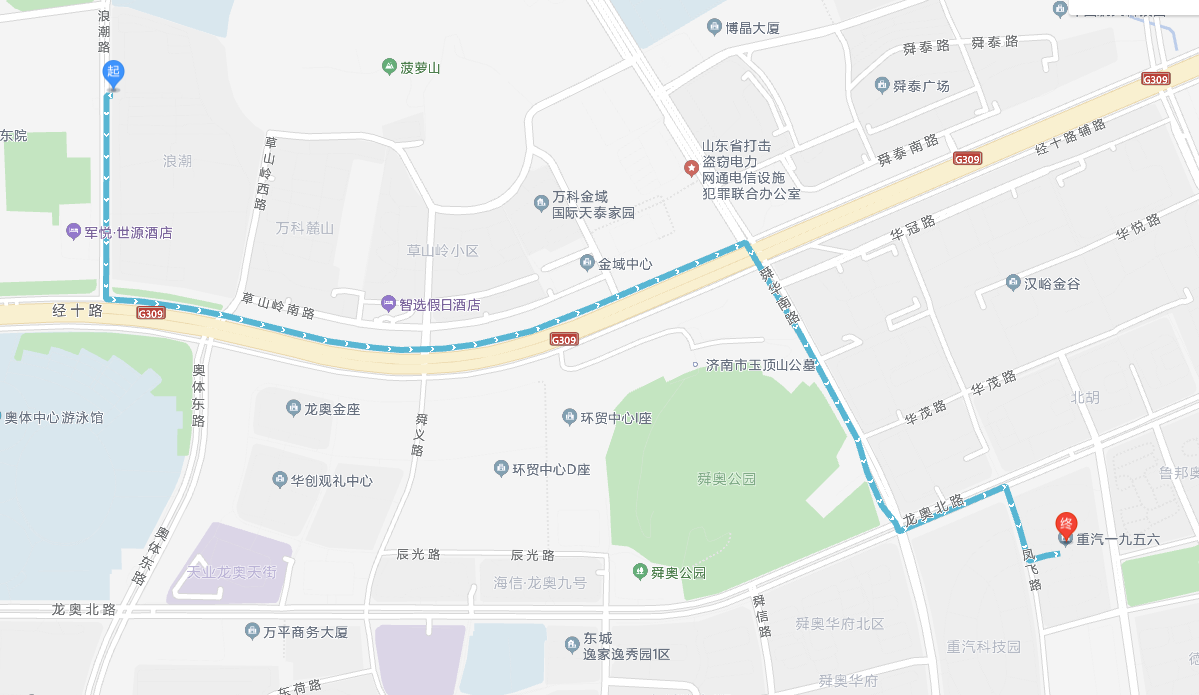 浪潮路
博晶大厦
舜泰路
舜泰路
起
菠萝山
舜泰广场
G309
东院
浪潮
草山岭西路
山东省打击
盗窃电力
网通电信设施
犯罪联合办公室
舜泰南路
经十路辅路
G309
万科金域
国际天泰家园
军悦·世源酒店
万科麓山
草山岭小区
华冠路
华悦路
金域中心
舜华南路
汉峪金谷
经十路
G309
草山岭南路
智选假日酒店
G309
济南市玉顶山公墓
奥体东路
华茂路
华茂路
北胡
奥体中心游泳馆
龙奥金座
舜义路
环贸中心I座
华创观礼中心
环贸中心D座
舜奥公园
鲁邦奥
龙奥北路
终
重汽一九五六
奥体东路
辰光路
辰光路
凤飞路
天业龙奥天街
海信·龙奥九号
舜奥公园
龙奥北路
舜信路
万平商务大厦
东城
逸家逸秀园1区
舜奥华府北区
重汽科技园
德
东荷路
舜奥华府